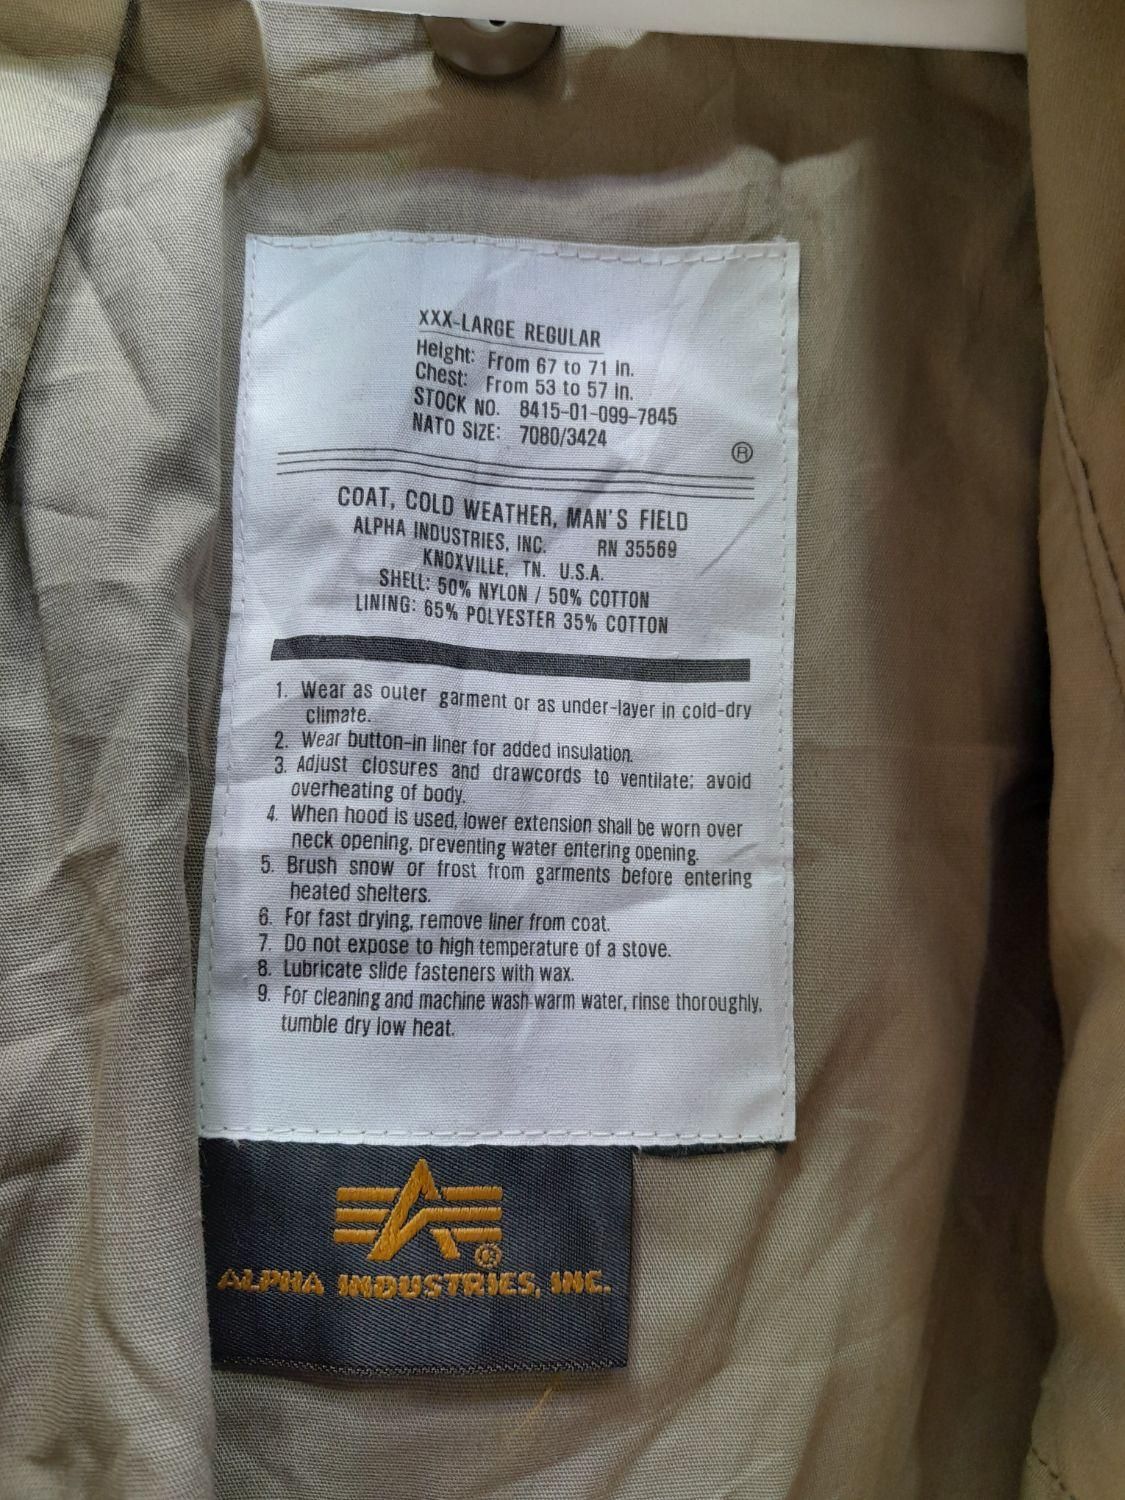 XXX-LARGE REGULAR
Height: From 67 to 71 in.
Chest: From 53 to 57 in.
STOCK NO. 8415-01-099-7845
NATO SIZE: 7080/3424
®
COAT, COLD WEATHER, MAN'S FIELD
ALPHA INDUSTRIES, INC. RN 35569
KNOXVILLE, TN. U.S.A.
SHELL: 50% NYLON / 50% COTTON
LINING: 65% POLYESTER 35% COTTON
1. Wear as outer garment or as under-layer in cold-dry
climate.
2. Wear button-in liner for added insulation.
3. Adjust closures and drawcords to ventilate; avoid
overheating of body.
4. When hood is used, lower extension shall be worn over
neck opening, preventing water entering opening.
5. Brush snow or frost from garments before entering
heated shelters.
6. For fast drying, remove liner from coat.
7. Do not expose to high temperature of a stove.
8. Lubricate slide fasteners with wax.
9. For cleaning and machine wash warm water, rinse thoroughly,
tumble dry low heat.
®
ALPHA INDUSTRIES, INC.